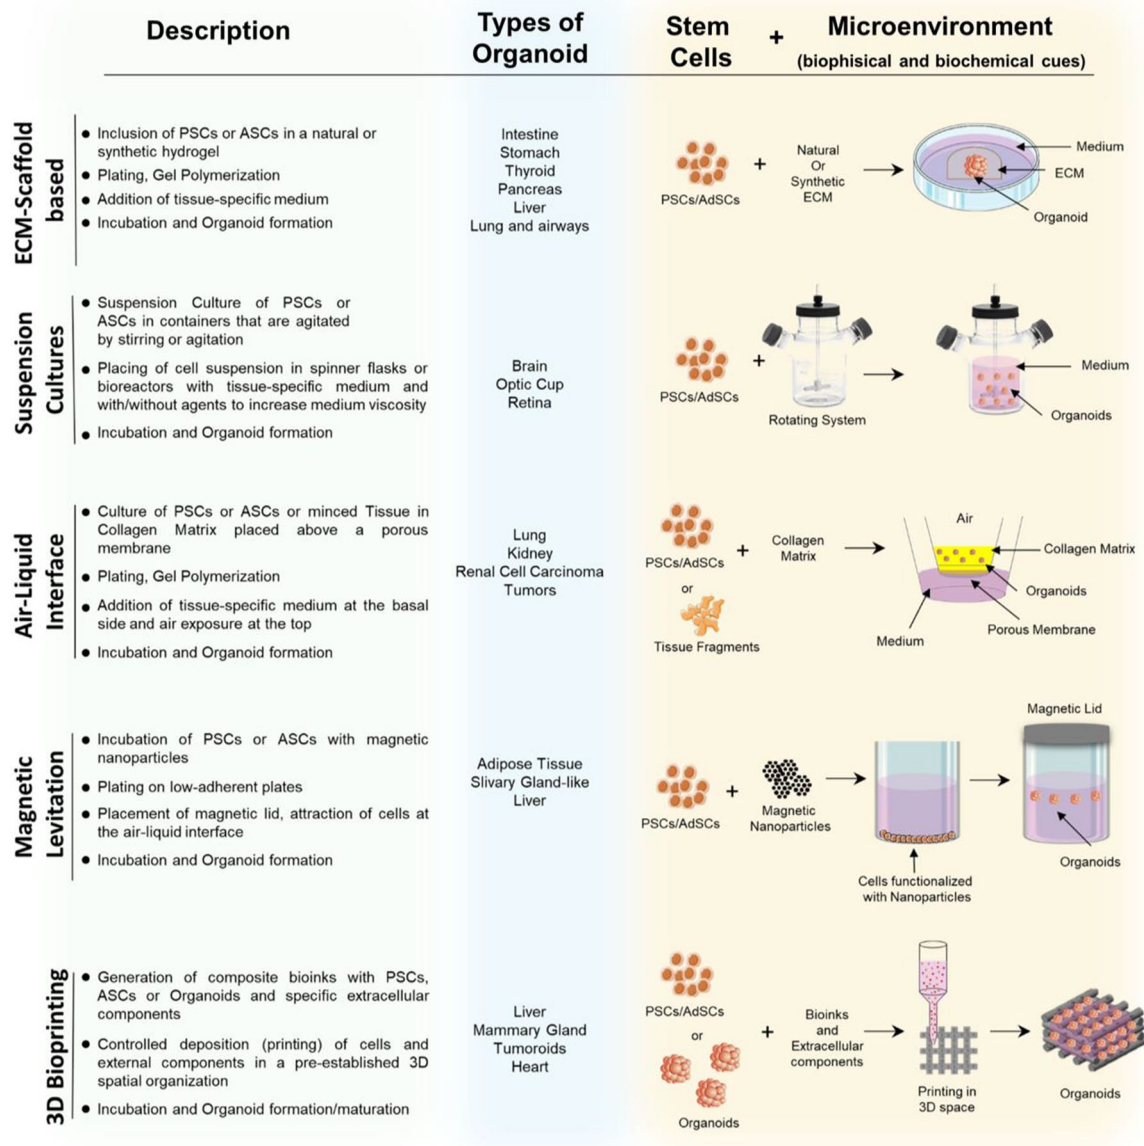 Description
Types of
Organoid
Stem
Cells
+
Microenvironment
(biophisical and biochemical cues)
ECM-Scaffold
based
● Inclusion of PSCs or ASCs in a natural or
synthetic hydrogel
● Plating, Gel Polymerization
● Addition of tissue-specific medium
● Incubation and Organoid formation
Intestine
Stomach
Thyroid
Pancreas
Liver
Lung and airways
PSCs/AdSCs
+
Natural
Or
Synthetic
ECM
Medium
ECM
Organoid
Suspension
Cultures
● Suspension Culture of PSCs or
ASCs in containers that are agitated
by stirring or agitation
● Placing of cell suspension in spinner flasks or
bioreactors with tissue-specific medium and
with/without agents to increase medium viscosity
● Incubation and Organoid formation
Brain
Optic Cup
Retina
PSCs/AdSCs
+
Rotating System
Medium
Organoids
Air-Liquid
Interface
● Culture of PSCs or ASCs or minced Tissue in
Collagen Matrix placed above a porous
membrane
● Plating, Gel Polymerization
● Addition of tissue-specific medium at the basal
side and air exposure at the top
● Incubation and Organoid formation
Lung
Kidney
Renal Cell Carcinoma
Tumors
PSCs/AdSCs
or
Tissue Fragments
+
Collagen
Matrix
Air
Collagen Matrix
Organoids
Porous Membrane
Medium
Magnetic
Levitation
● Incubation of PSCs or ASCs with magnetic
nanoparticles
● Plating on low-adherent plates
● Placement of magnetic lid, attraction of cells at
the air-liquid interface
● Incubation and Organoid formation
Adipose Tissue
Slivary Gland-like
Liver
PSCs/AdSCs
+
Magnetic
Nanoparticles
Cells functionalized
with Nanoparticles
Magnetic Lid
Organoids
3D Bioprinting
● Generation of composite bioinks with PSCs,
ASCs or Organoids and specific extracellular
components
● Controlled deposition (printing) of cells and
external components in a pre-established 3D
spatial organization
● Incubation and Organoid formation/maturation
Liver
Mammary Gland
Tumoroids
Heart
PSCs/AdSCs
or
Organoids
+
Bioinks
and
Extracellular
components
Printing in
3D space
Organoids